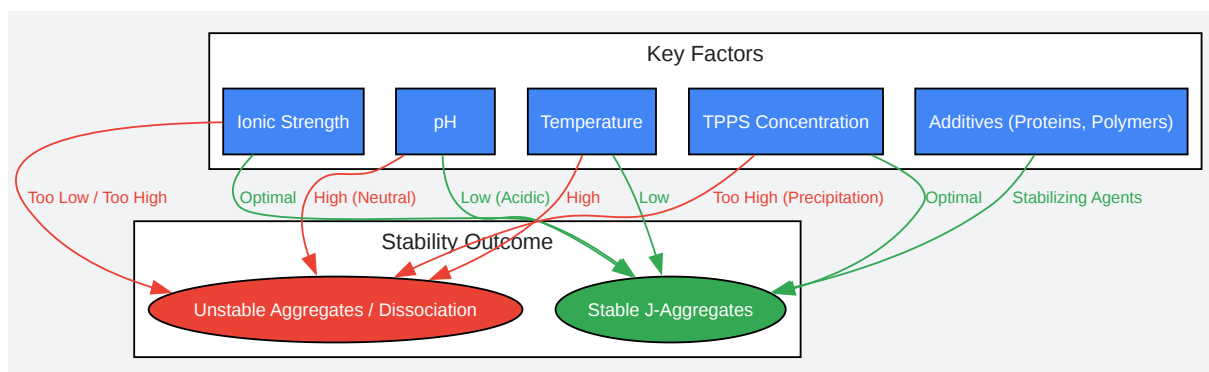 Key Factors
Ionic Strength
pH
Temperature
TPPS Concentration
Additives (Proteins, Polymers)
Too Low / Too High
Optimal
High (Neutral)
Low (Acidic)
High
Low
Too High (Precipitation)
Optimal
Stabilizing Agents
Stability Outcome
Unstable Aggregates / Dissociation
Stable J-Aggregates